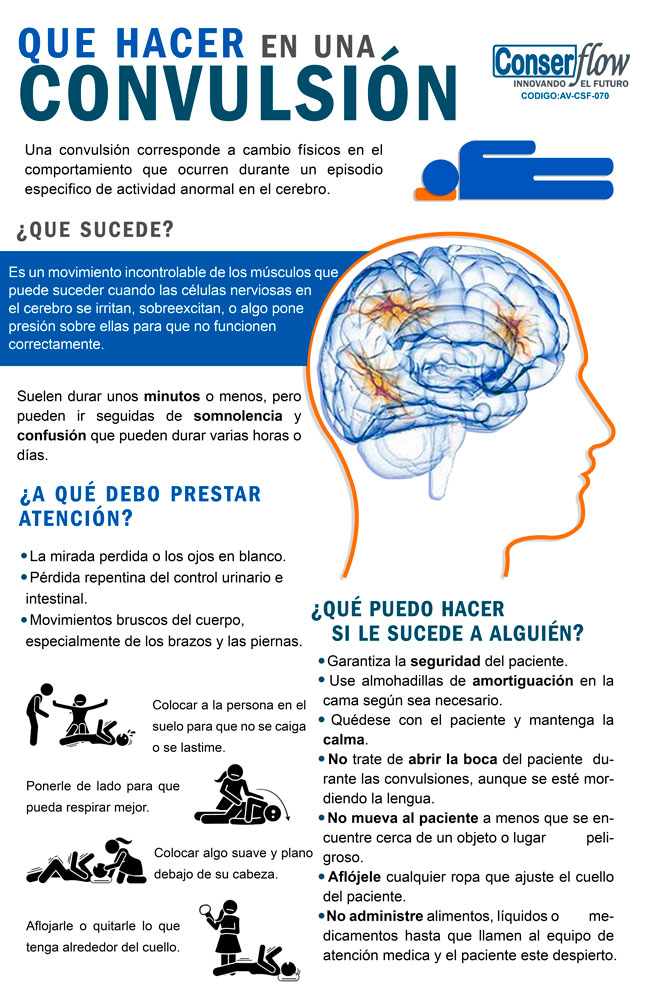 QUE HACER EN UNA
CONVULSIÓN
Conserflow
INNOVANDO EL FUTURO
CODIGO:AV-CSF-070
Una convulsión corresponde a cambio físicos en el
comportamiento que ocurren durante un episodio
especifico de actividad anormal en el cerebro.
¿QUE SUCEDE?
Es un movimiento incontrolable de los músculos que
puede suceder cuando las células nerviosas en
el cerebro se irritan, sobreexcitan, o algo pone
presión sobre ellas para que no funcionen
correctamente.
Suelen durar unos minutos o menos, pero
pueden ir seguidas de somnolencia y
confusión que pueden durar varias horas o
días.
¿A QUÉ DEBO PRESTAR
ATENCIÓN?
•La mirada perdida o los ojos en blanco.
•Pérdida repentina del control urinario e
intestinal.
•Movimientos bruscos del cuerpo,
especialmente de los brazos y las piernas.
Colocar a la persona en el
suelo para que no se caiga
o se lastime.
Ponerle de lado para que
pueda respirar mejor.
Colocar algo suave y plano
debajo de su cabeza.
Aflojarle o quitarle lo que
tenga alrededor del cuello.
¿QUÉ PUEDO HACER
SI LE SUCEDE A ALGUIÉN?
•Garantiza la seguridad del paciente.
•Use almohadillas de amortiguación en la
cama según sea necesario.
•Quédese con el paciente y mantenga la
calma.
•No trate de abrir la boca del paciente du-
rante las convulsiones, aunque se esté mor-
diendo la lengua.
•No mueva al paciente a menos que se en-
cuentre cerca de un objeto o lugar peli-
groso.
•Aflójele cualquier ropa que ajuste el cuello
del paciente.
•No administre alimentos, líquidos o me-
dicamentos hasta que llamen al equipo de
atención medica y el paciente este despierto.